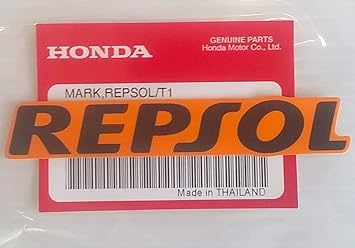 HONDA
GENUINE PARTS
Honda Motor Co., Ltd.
MARK,REPSOL/T1
REPSOL
Made in THAILAND